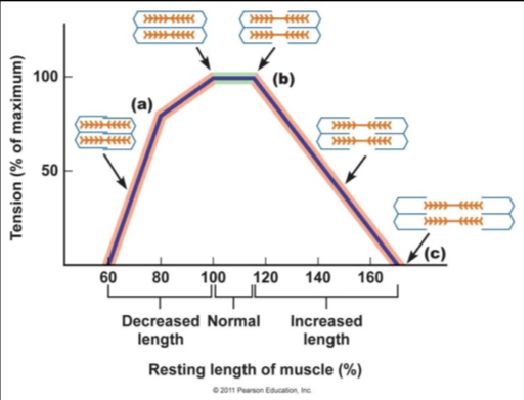 100
(b)
(a)
50
(c)
60 80 100 120 140 160
Decreased length
Normal
Increased length
Tension (% of maximum)
Resting length of muscle (%)
© 2011 Pearson Education, Inc.